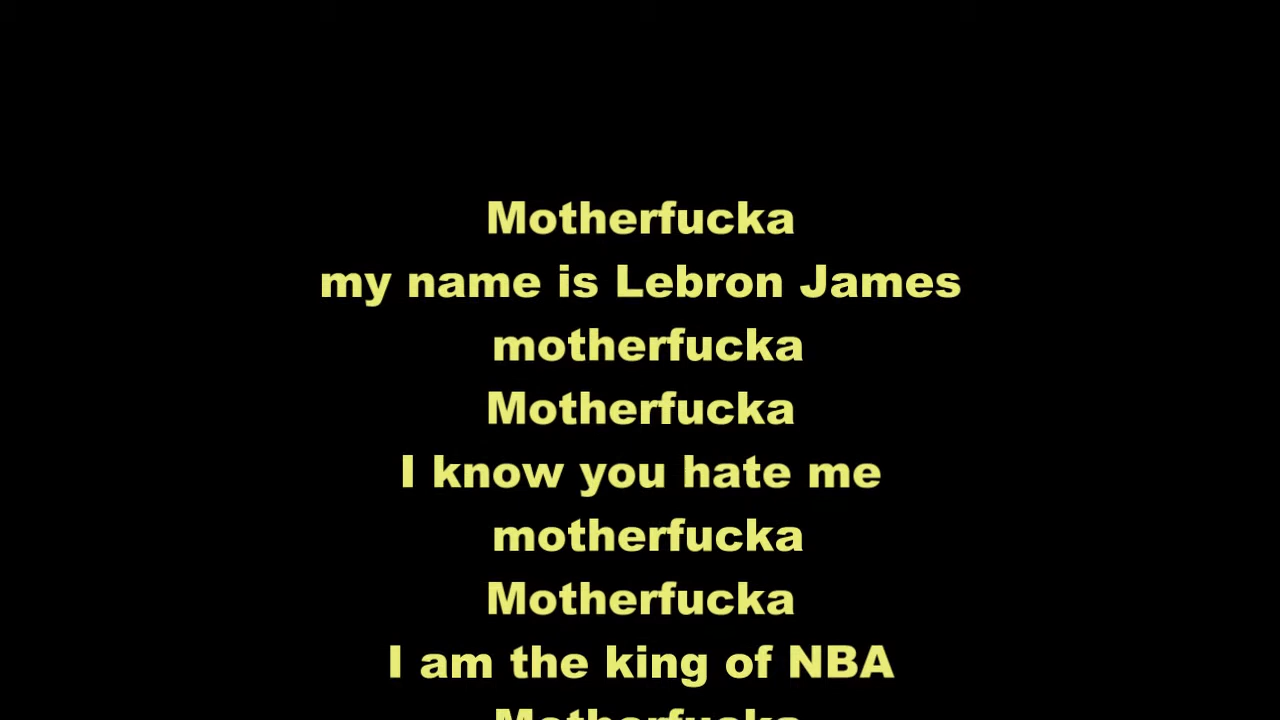 Motherfucka
my name is Lebron James
motherfucka
Motherfucka
I know you hate me
motherfucka
Motherfucka
I am the king of NBA
Motherfucka